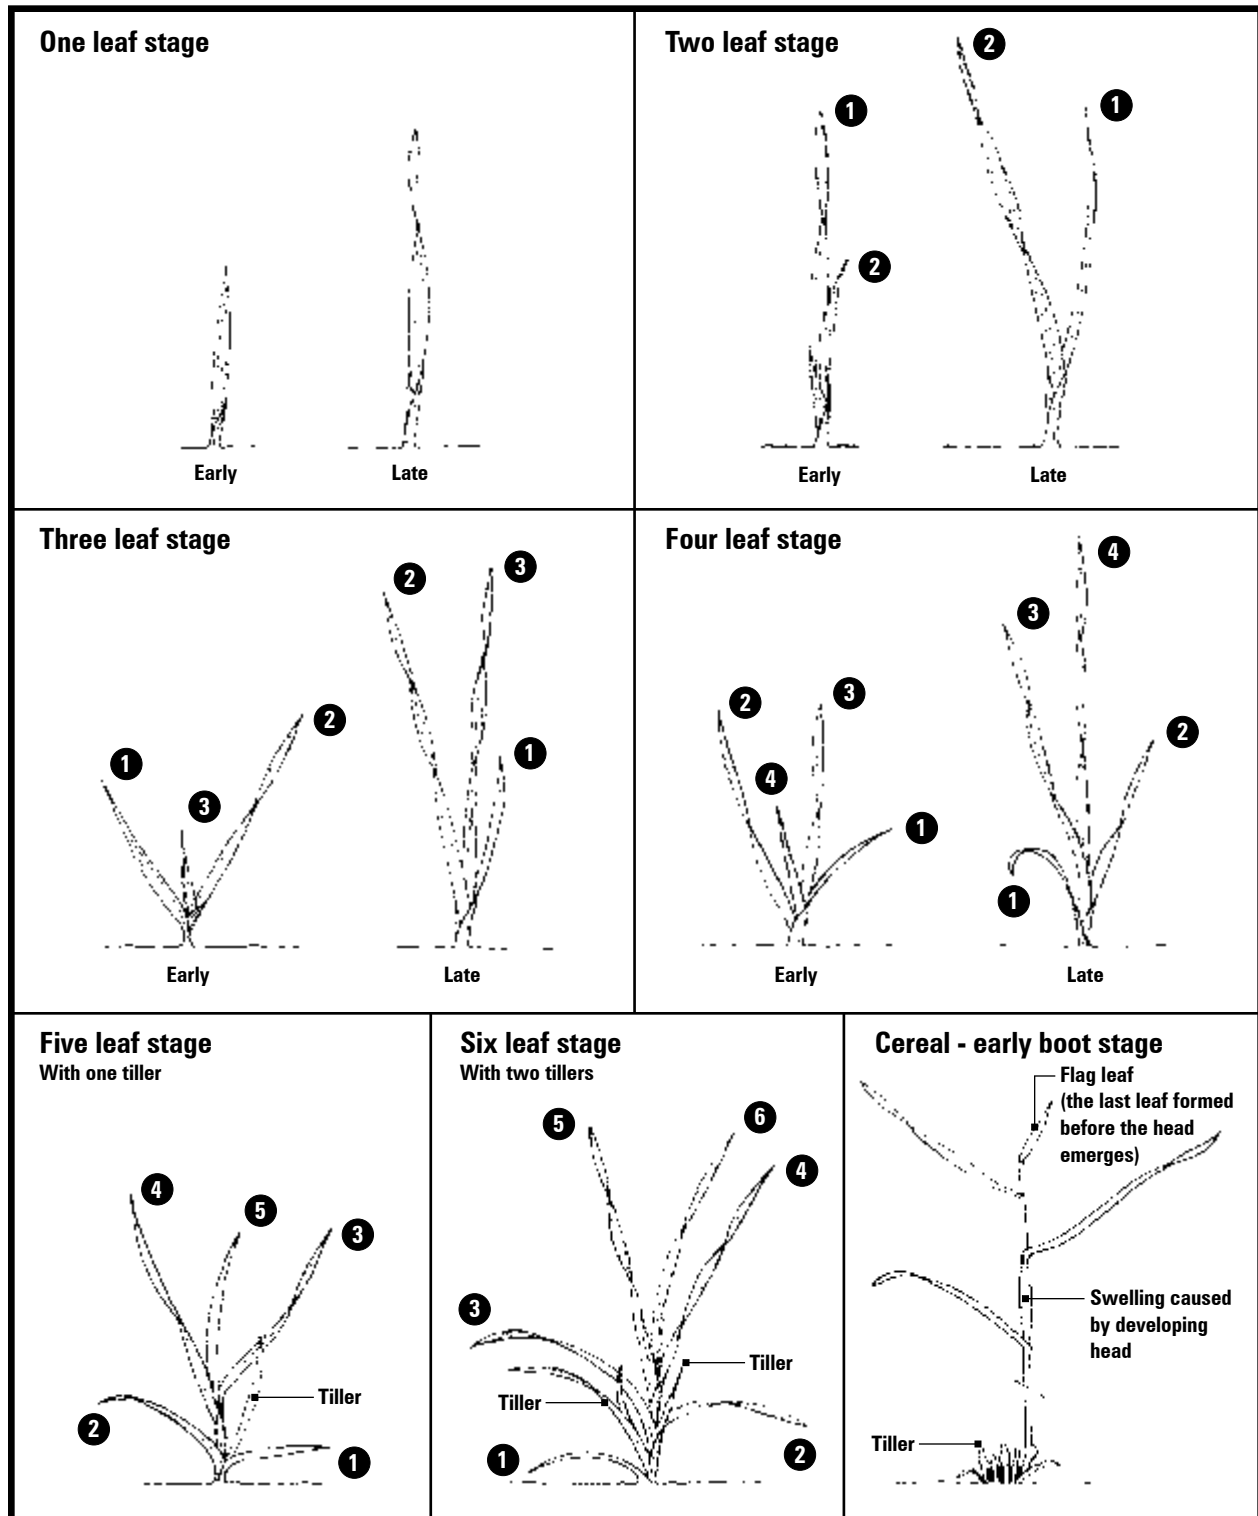 One leaf stage
Early
Late
Two leaf stage
1
2
Early
2
1
Late
Three leaf stage
1
3
2
Early
2
3
1
Late
Four leaf stage
2
3
4
1
Early
4
3
2
1
Late
Five leaf stage
With one tiller
4
5
3
Tiller
2
1
Six leaf stage
With two tillers
5
6
4
3
Tiller
Tiller
1
2
Cereal - early boot stage
Flag leaf
(the last leaf formed
before the head
emerges)
Swelling caused
by developing
head
Tiller